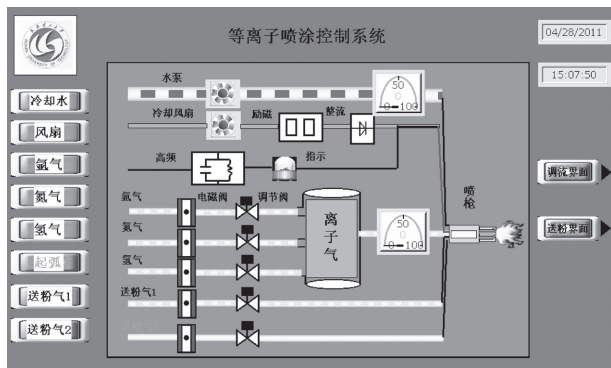 等离子喷涂控制系统
04/28/2011
15:07:50
冷却水
风扇
氩气
氮气
氢气
起弧
送粉气1
送粉气2
水泵
50
0
0
100
冷却风扇
励磁
整流
高频
指示
氩气
电磁阀
调节阀
氮气
氢气
送粉气1
离子气
50
0
0
100
喷枪
调流界面
送粉界面